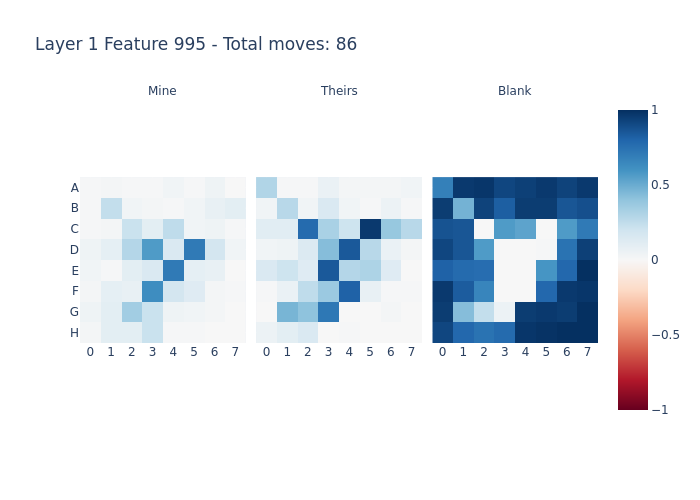 Layer 1 Feature 995 - Total moves: 86
Mine
Theirs
Blank
A
B
C
D
E
F
G
H
0 1 2 3 4 5 6 7
0 1 2 3 4 5 6 7
0 1 2 3 4 5 6 7
1
0.5
0
−0.5
−1